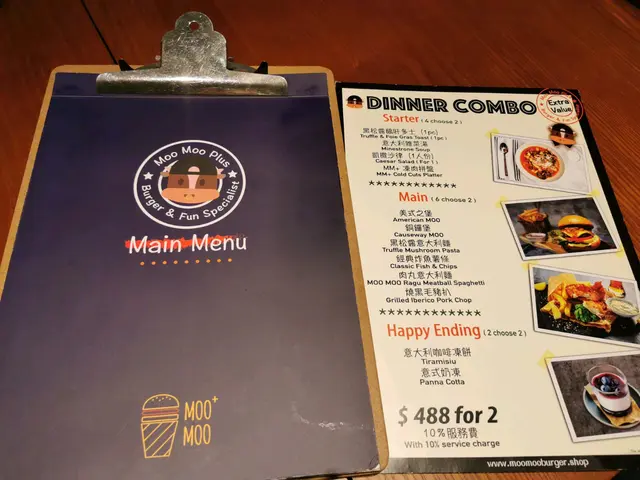 Moo Moo Plus
Burger & Fun Specialist
Main Menu
MOO+
MOO
DINNER COMBO
Extra
Value
Starter ( 4 choose 2 )
黑松露鵝肝多士 (1pc)
Truffle & Foie Gras Toast ( 1pc )
意大利雜菜湯
Minestrone Soup
凱撒沙律 (1人份)
Caesar Salad ( For 1 )
MM+ 凍肉拼盤
MM+ Cold Cuts Platter
***********
Main ( 6 choose 2 )
美式之堡
American MOO
銅鑼堡
Causeway MOO
黑松露意大利麵
Truffle Mushroom Pasta
經典炸魚薯條
Classic Fish & Chips
肉丸意大利麵
MOO MOO Ragu Meatball Spaghetti
燒黑毛豬扒
Grilled Iberico Pork Chop
***********
Happy Ending ( 2 choose 2 )
意大利咖啡凍餅
Tiramisiu
意式奶凍
Panna Cotta
$ 488 for 2
10%服務費
With 10% service charge
www.moomooburger.shop